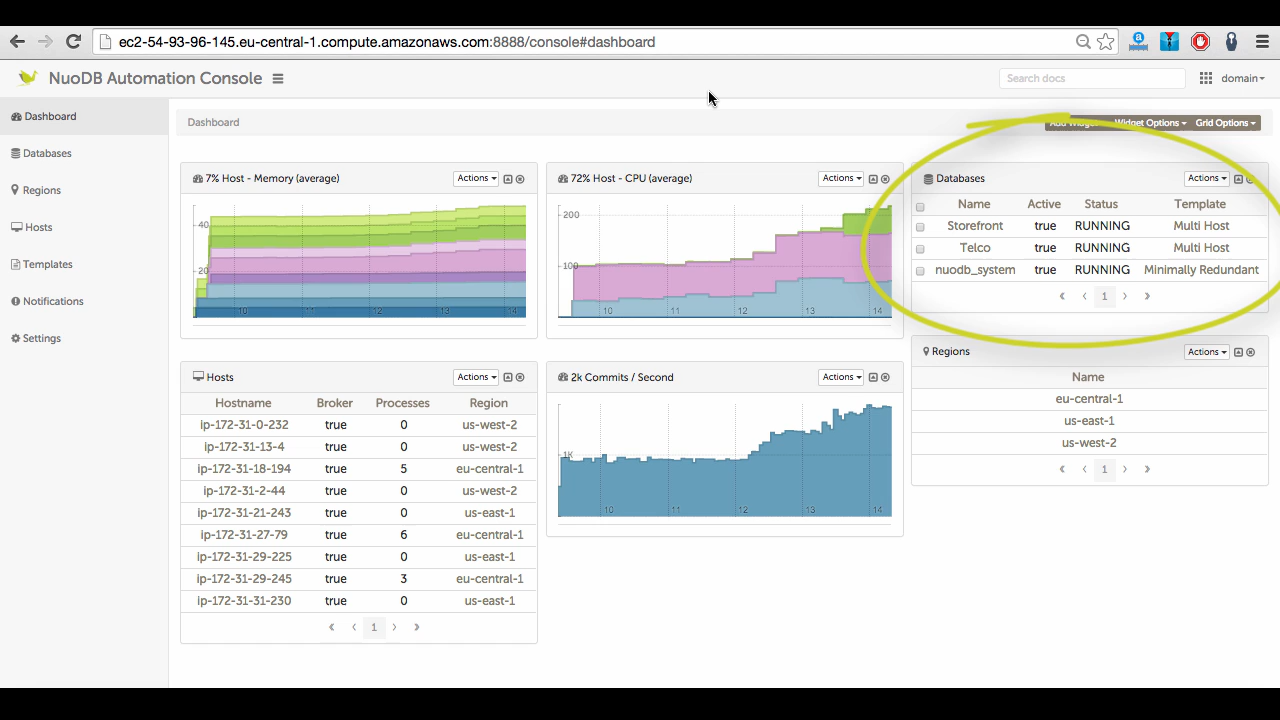 ec2-54-93-96-145.eu-central-1.compute.amazonaws.com:8888/console#dashboard
NuoDB Automation Console
Search docs
domain
Dashboard
Databases
Regions
Hosts
Templates
Notifications
Settings
Dashboard
Add Widget
Widget Options
Grid Options
7% Host - Memory (average)
Actions
40
20
10 11 12 13 14
72% Host - CPU (average)
Actions
200
100
10 11 12 13 14
Databases
Actions
Name Active Status Template
Storefront true RUNNING Multi Host
Telco true RUNNING Multi Host
nuodb_system true RUNNING Minimally Redundant
« ‹ 1 › »
Hosts
Actions
Hostname Broker Processes Region
ip-172-31-0-232 true 0 us-west-2
ip-172-31-13-4 true 0 us-west-2
ip-172-31-18-194 true 5 eu-central-1
ip-172-31-2-44 true 0 us-west-2
ip-172-31-21-243 true 0 us-east-1
ip-172-31-27-79 true 6 eu-central-1
ip-172-31-29-225 true 0 us-east-1
ip-172-31-29-245 true 3 eu-central-1
ip-172-31-31-230 true 0 us-east-1
« ‹ 1 › »
2k Commits / Second
Actions
1K
10 11 12 13 14
Regions
Actions
Name
eu-central-1
us-east-1
us-west-2
« ‹ 1 › »